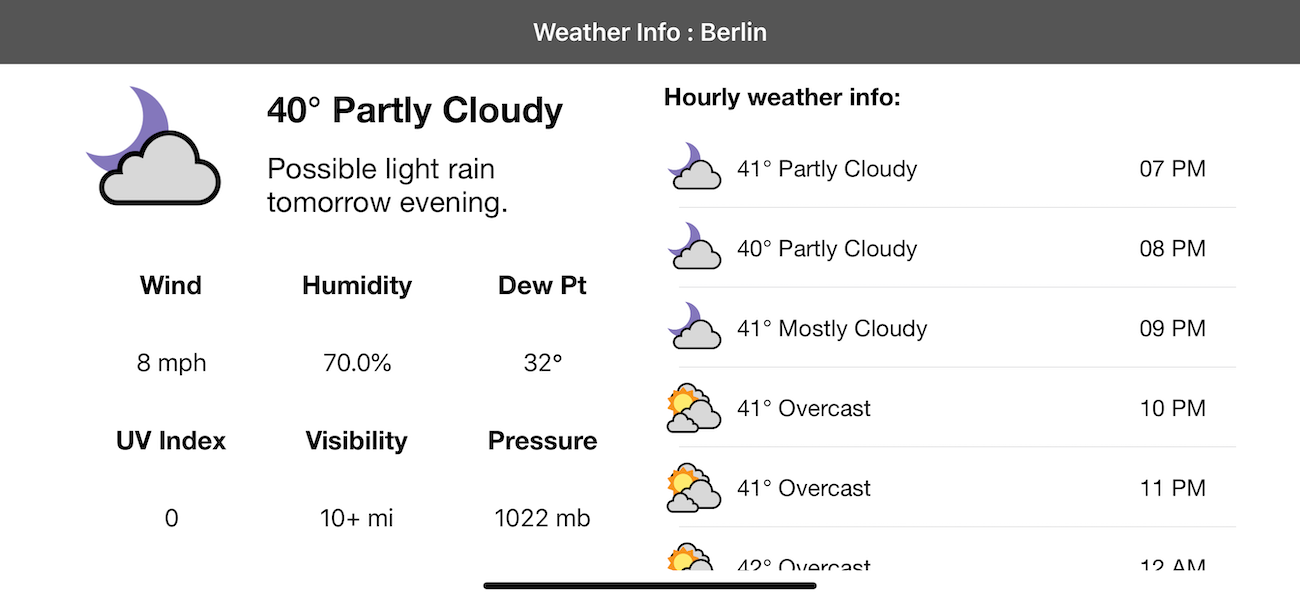 Weather Info : Berlin
40° Partly Cloudy
Possible light rain
tomorrow evening.
Wind Humidity Dew Pt
8 mph 70.0% 32°
UV Index Visibility Pressure
0 10+ mi 1022 mb
Hourly weather info:
41° Partly Cloudy 07 PM
40° Partly Cloudy 08 PM
41° Mostly Cloudy 09 PM
41° Overcast 10 PM
41° Overcast 11 PM
42° Overcast 12 AM